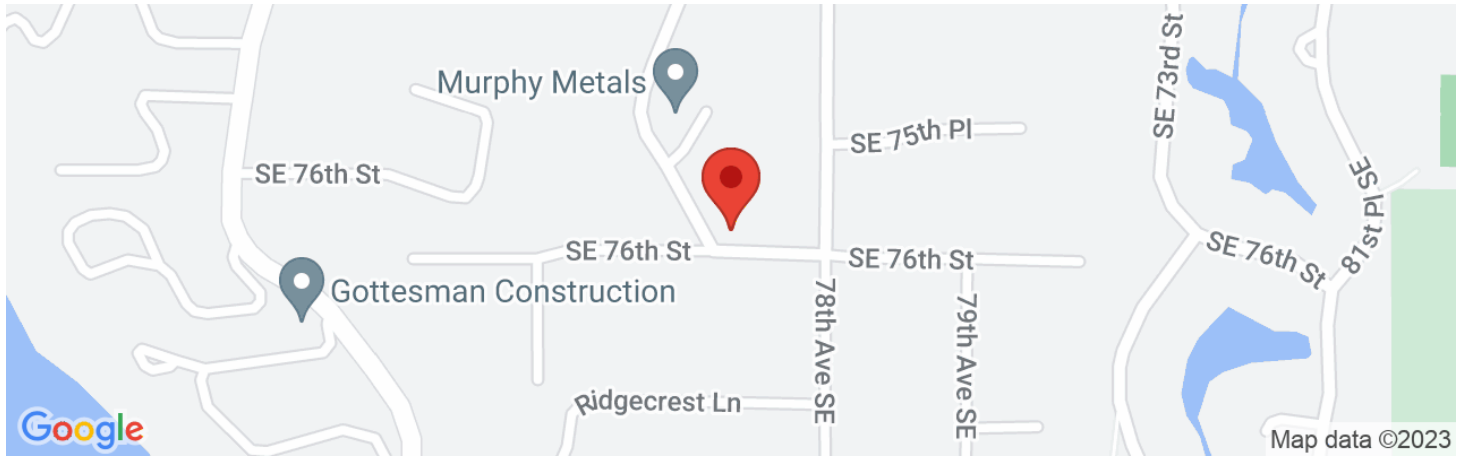 Murphy Metals
SE 73rd St
SE 75th Pl
SE 76th St
81st Pl SE
SE 76th St
SE 76th St
SE 76th St
Gottesman Construction
78th Ave SE
79th Ave SE
Ridgecrest Ln
Google
Map data ©2023